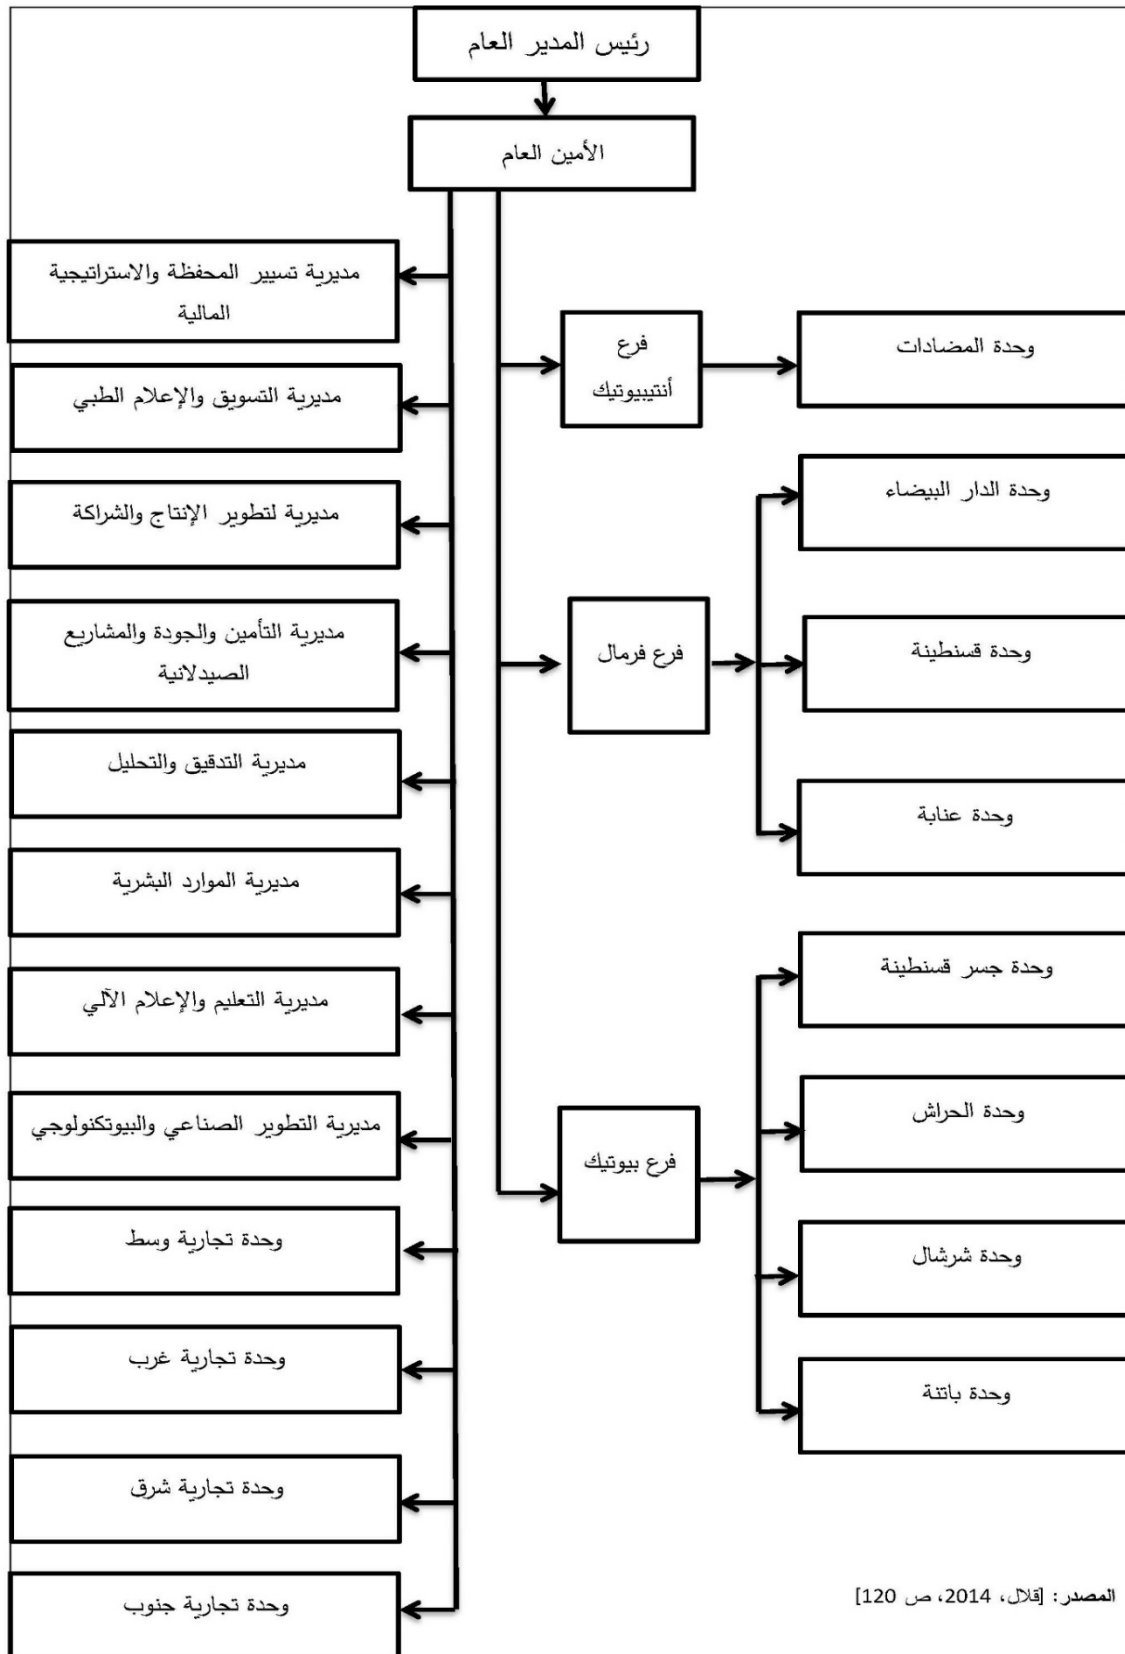 رئيس المدير العام
الأمين العام
مديرية تسيير المحفظة والاستراتيجية
المالية
مديرية التسويق والإعلام الطبي
مديرية لتطوير الإنتاج والشراكة
مديرية التأمين والجودة والمشاريع
الصيدلانية
مديرية التدقيق والتحليل
مديرية الموارد البشرية
مديرية التعليم والإعلام الآلي
مديرية التطوير الصناعي والبيوتكنولوجي
وحدة تجارية وسط
وحدة تجارية غرب
وحدة تجارية شرق
وحدة تجارية جنوب
فرع
أنتيبيوتيك
وحدة المضادات
فرع فرمال
وحدة الدار البيضاء
وحدة قسنطينة
وحدة عنابة
فرع بيوتيك
وحدة جسر قسنطينة
وحدة الحراش
وحدة شرشال
وحدة باتنة
المصدر: [قلال، 2014، ص 120]